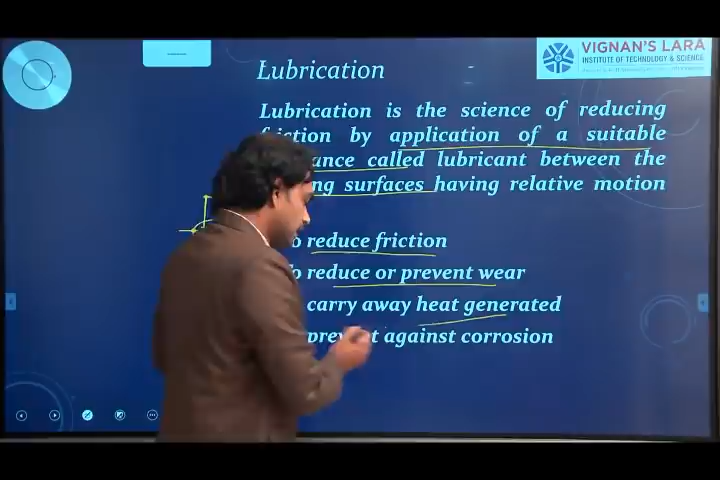 VIGNAN'S LARA
INSTITUTE OF TECHNOLOGY & SCIENCE
Lubrication
Lubrication is the science of reducing
friction by application of a suitable
called lubricant between the
surfaces having relative motion
reduce friction
reduce or prevent wear
carry away heat generated
against corrosion